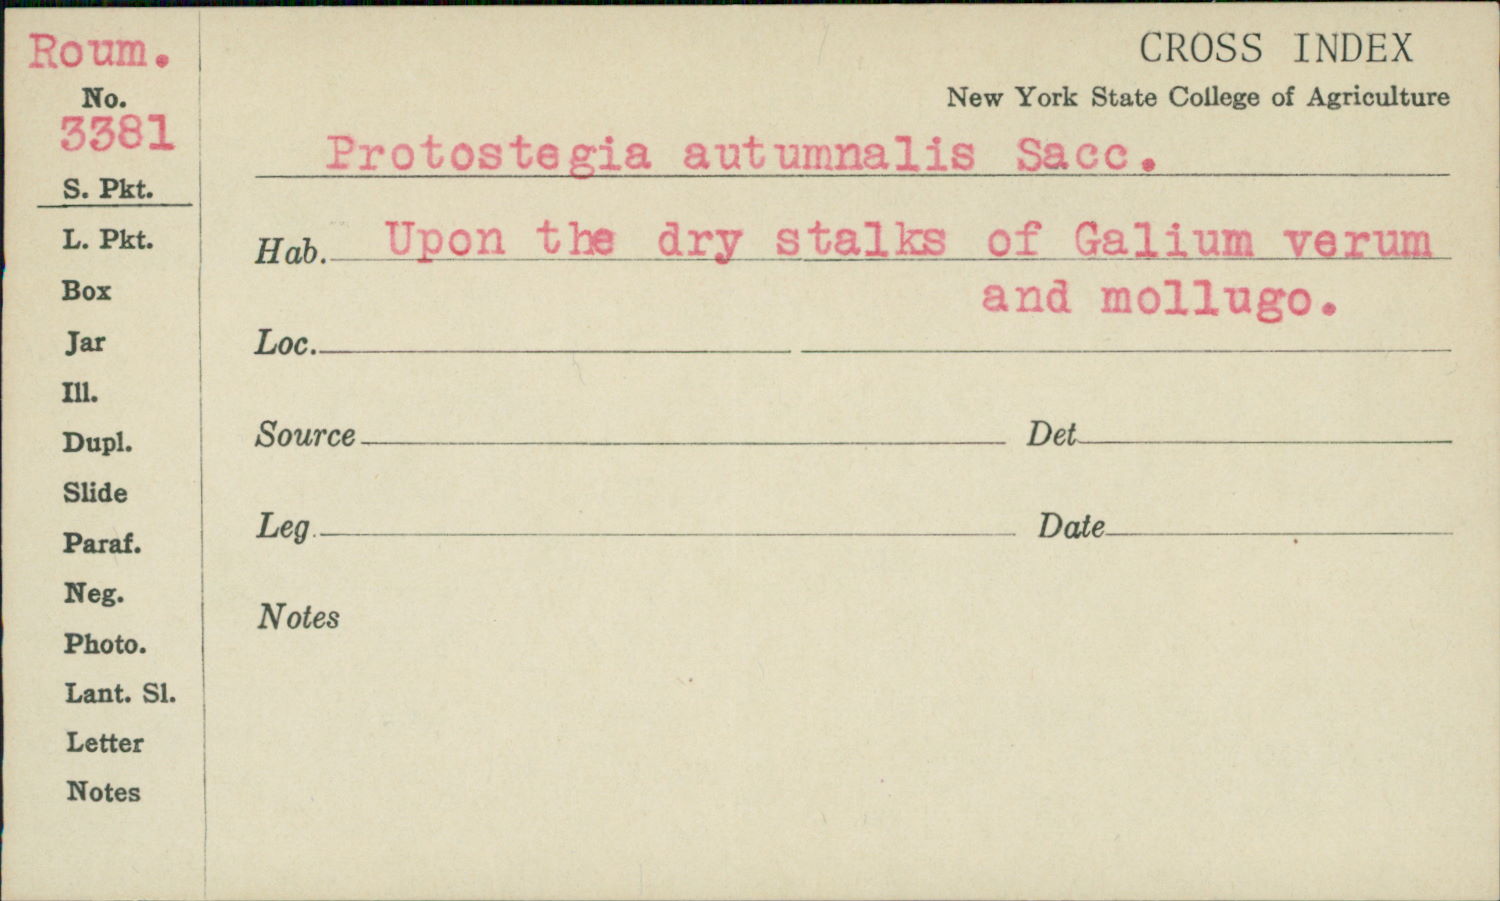 Roum.
No.
3381
S. Pkt.
L. Pkt.
Box
Jar
Ill.
Dupl.
Slide
Paraf.
Neg.
Photo.
Lant. Sl.
Letter
Notes
CROSS INDEX
New York State College of Agriculture
Protostegia autumnalis Sacc.
Hab. Upon the dry stalks of Galium verum
and mollugo.
Loc.
Source Det
Leg. Date
Notes